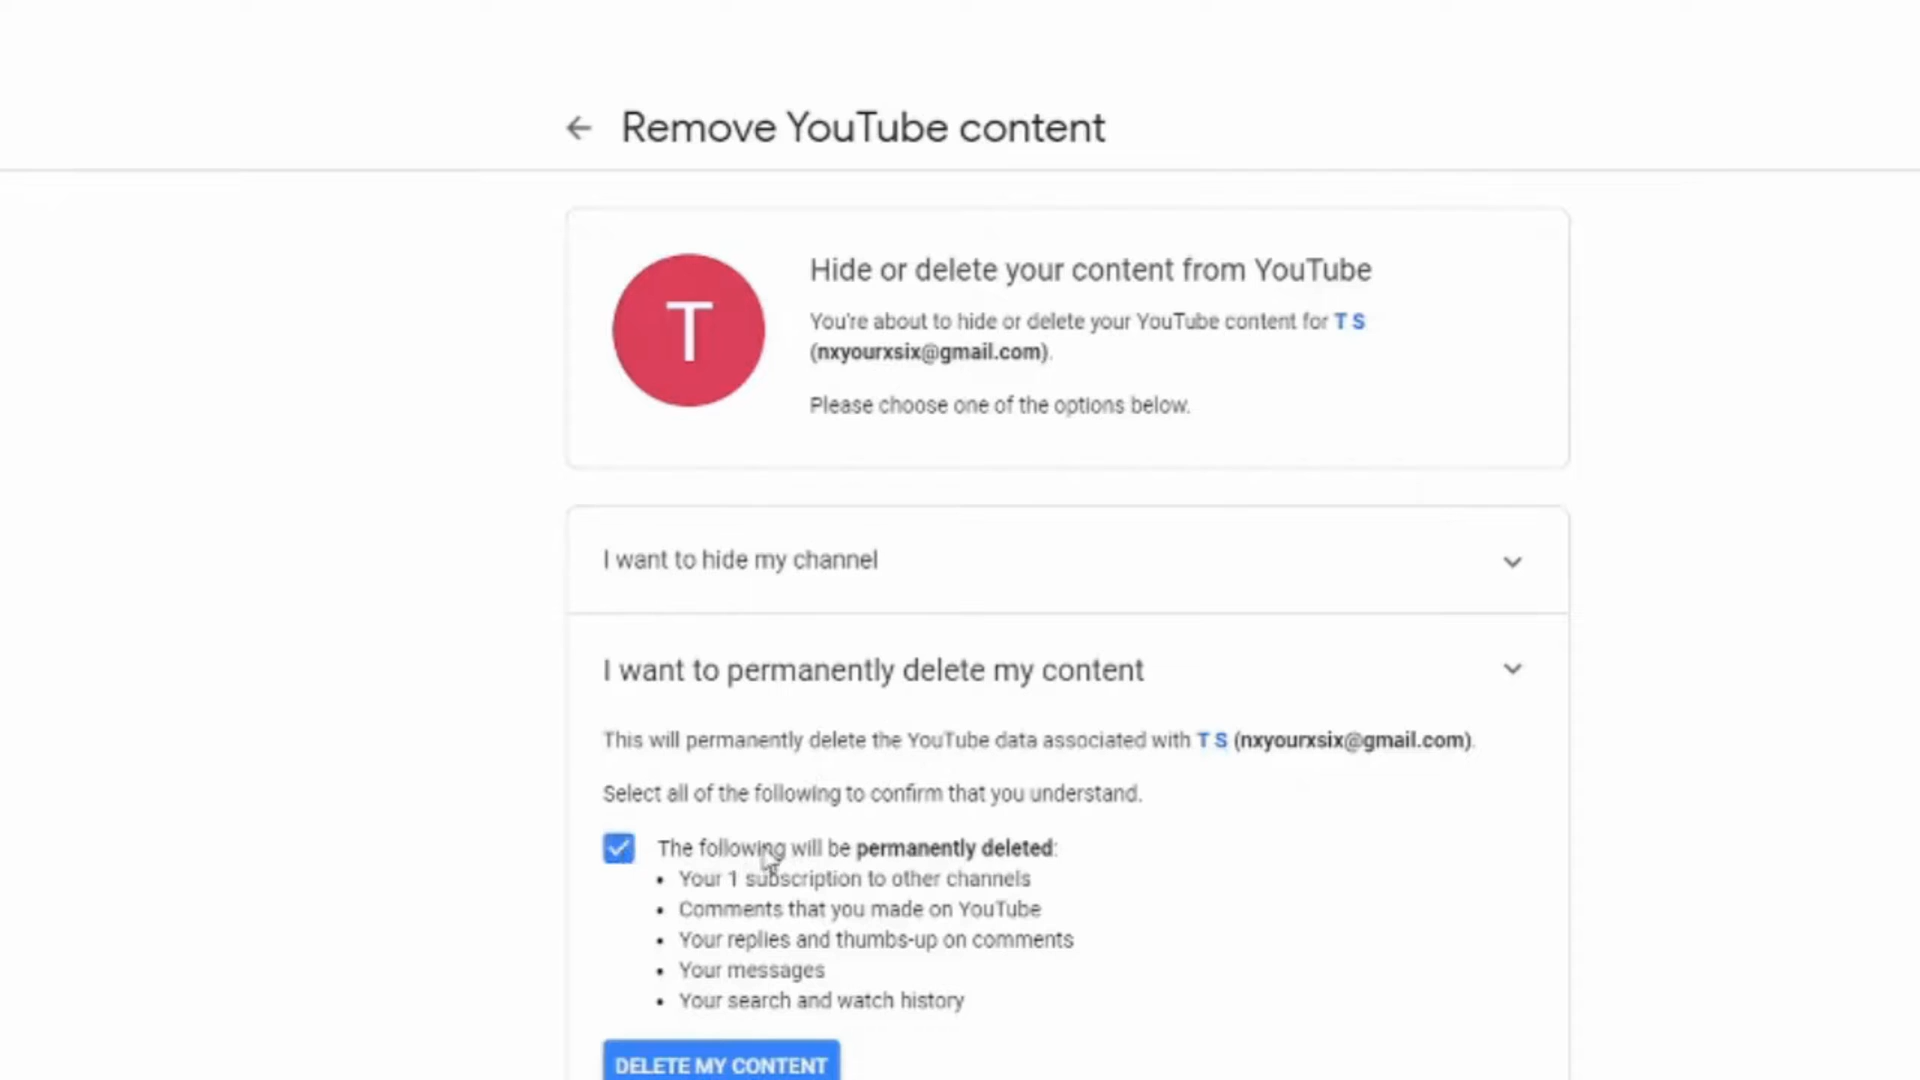 Remove YouTube content
T
Hide or delete your content from YouTube
You're about to hide or delete your YouTube content for T S
(nxyourxsix@gmail.com).
Please choose one of the options below.
I want to hide my channel
I want to permanently delete my content
This will permanently delete the YouTube data associated with T S (nxyourxsix@gmail.com).
Select all of the following to confirm that you understand.
The following will be permanently deleted:
• Your 1 subscription to other channels
• Comments that you made on YouTube
• Your replies and thumbs-up on comments
• Your messages
• Your search and watch history
DELETE MY CONTENT